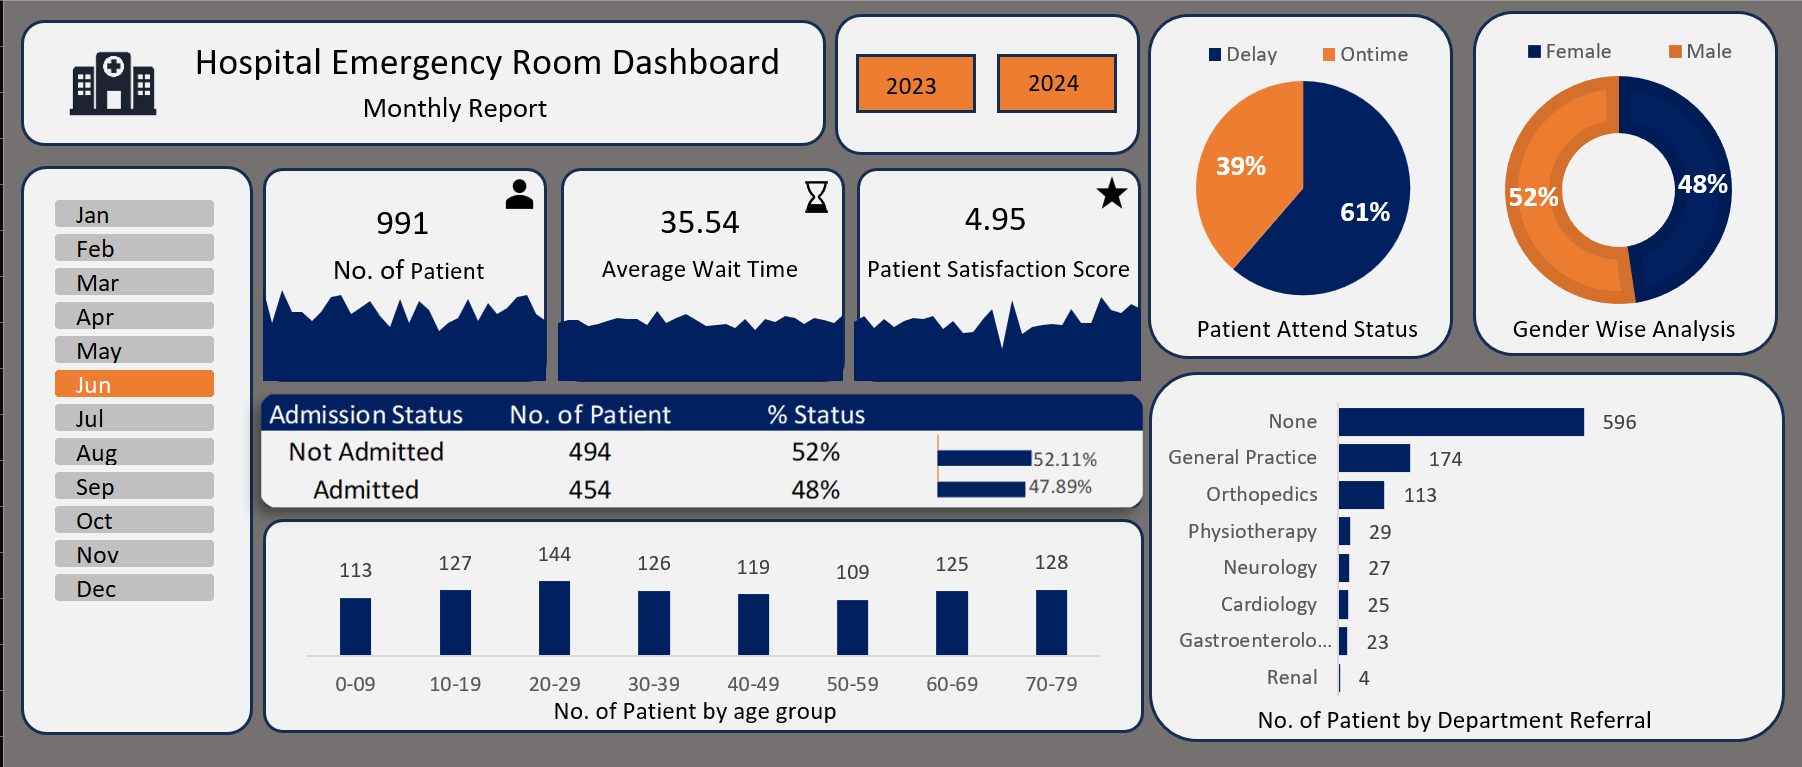 Hospital Emergency Room Dashboard
Monthly Report
2023
2024
Jan
Feb
Mar
Apr
May
Jun
Jul
Aug
Sep
Oct
Nov
Dec
991
No. of Patient
35.54
Average Wait Time
4.95
Patient Satisfaction Score
Delay Ontime
39%
61%
Patient Attend Status
Female Male
52%
48%
Gender Wise Analysis
Admission Status No. of Patient % Status
Not Admitted 494 52% 52.11%
Admitted 454 48% 47.89%
113 127 144 126 119 109 125 128
0-09 10-19 20-29 30-39 40-49 50-59 60-69 70-79
No. of Patient by age group
None 596
General Practice 174
Orthopedics 113
Physiotherapy 29
Neurology 27
Cardiology 25
Gastroenterolo... 23
Renal 4
No. of Patient by Department Referral